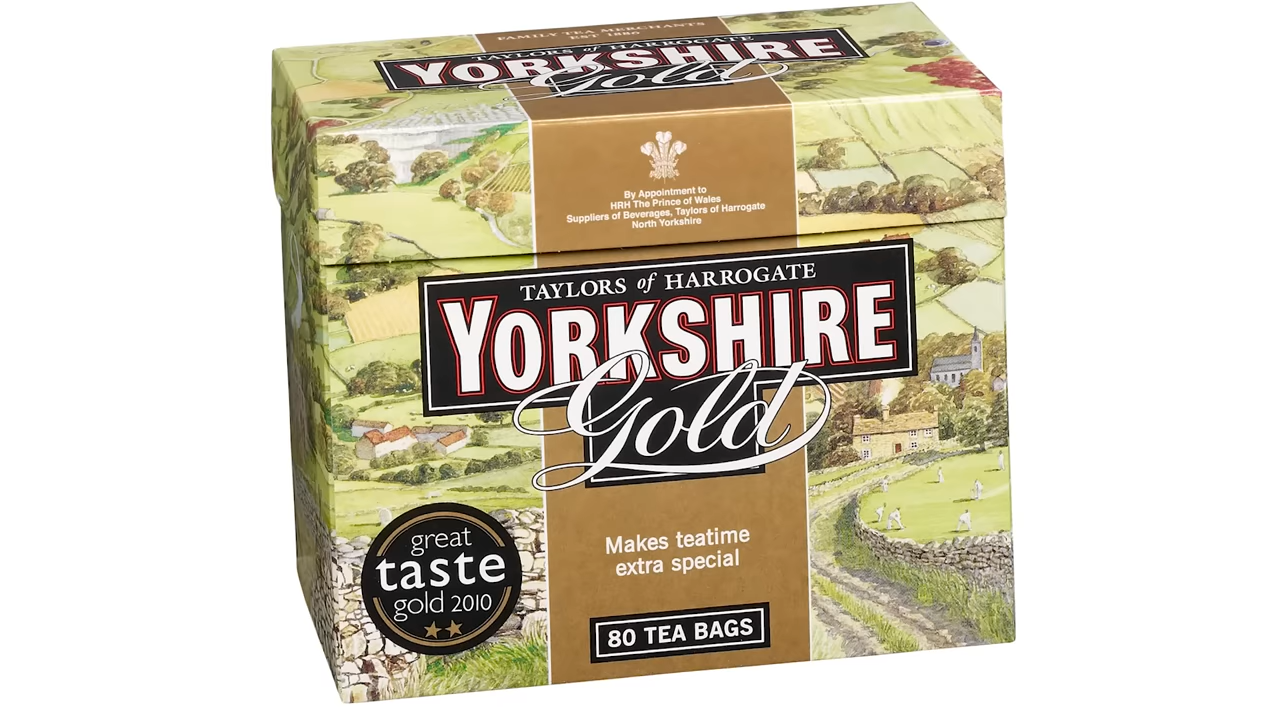 FAMILY TEA MERCHANTS
EST 1886
TAYLORS of HARROGATE
YORKSHIRE
Gold
By Appointment to
HRH The Prince of Wales
Suppliers of Beverages, Taylors of Harrogate
North Yorkshire
TAYLORS of HARROGATE
YORKSHIRE
Gold
great
taste
gold 2010
Makes teatime
extra special
80 TEA BAGS